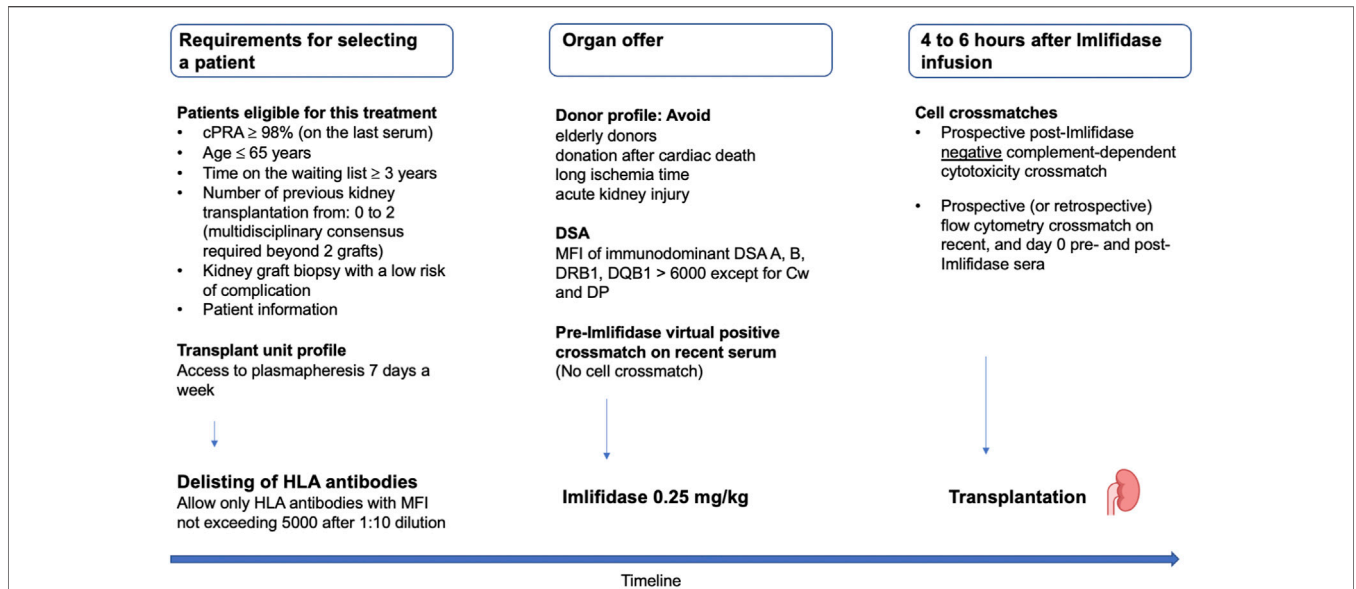 Requirements for selecting
a patient
Patients eligible for this treatment
• cPRA ≥ 98% (on the last serum)
• Age ≤ 65 years
• Time on the waiting list ≥ 3 years
• Number of previous kidney
transplantation from: 0 to 2
(multidisciplinary consensus
required beyond 2 grafts)
• Kidney graft biopsy with a low risk
of complication
• Patient information
Transplant unit profile
Access to plasmapheresis 7 days a
week
Delisting of HLA antibodies
Allow only HLA antibodies with MFI
not exceeding 5000 after 1:10 dilution
Organ offer
Donor profile: Avoid
elderly donors
donation after cardiac death
long ischemia time
acute kidney injury
DSA
MFI of immunodominant DSA A, B,
DRB1, DQB1 > 6000 except for Cw
and DP
Pre-Imlifidase virtual positive
crossmatch on recent serum
(No cell crossmatch)
Imlifidase 0.25 mg/kg
4 to 6 hours after Imlifidase
infusion
Cell crossmatches
• Prospective post-Imlifidase
negative complement-dependent
cytotoxicity crossmatch
• Prospective (or retrospective)
flow cytometry crossmatch on
recent, and day 0 pre- and post-
Imlifidase sera
Transplantation
Timeline